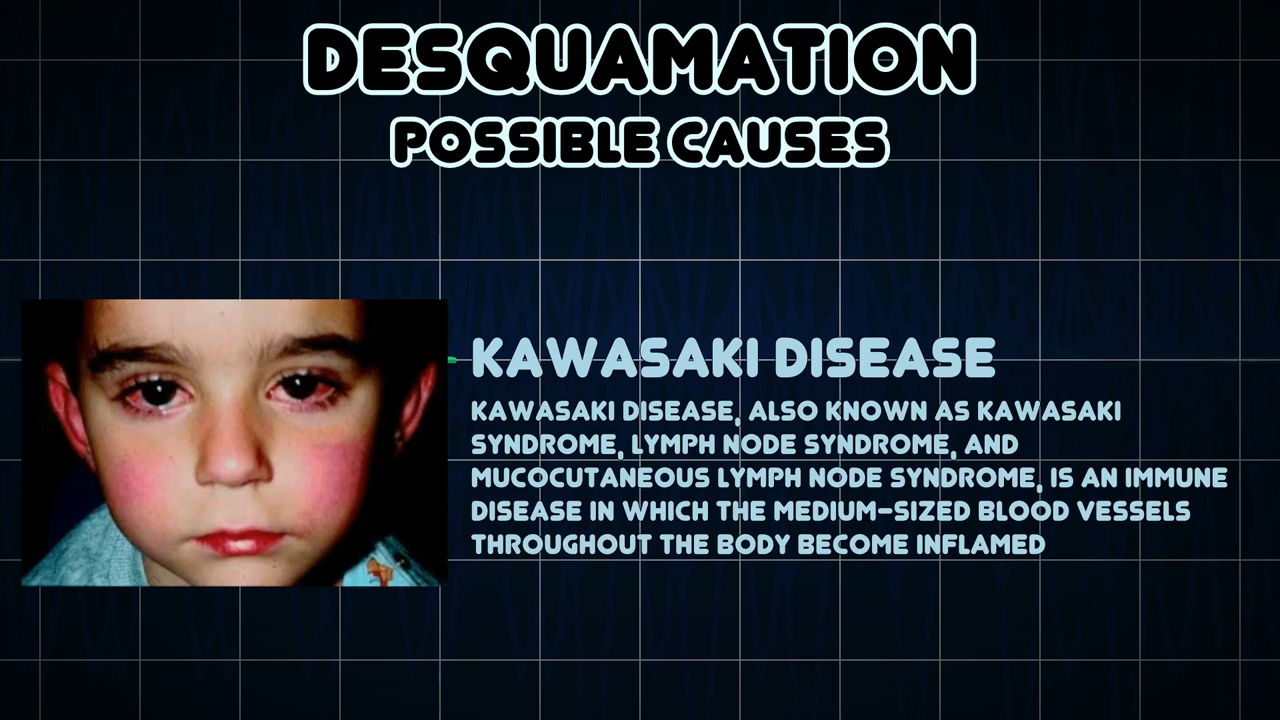 DESQUAMATION
POSSIBLE CAUSES
KAWASAKI DISEASE
KAWASAKI DISEASE, ALSO KNOWN AS KAWASAKI
SYNDROME, LYMPH NODE SYNDROME, AND
MUCOCUTANEOUS LYMPH NODE SYNDROME, IS AN IMMUNE
DISEASE IN WHICH THE MEDIUM-SIZED BLOOD VESSELS
THROUGHOUT THE BODY BECOME INFLAMED